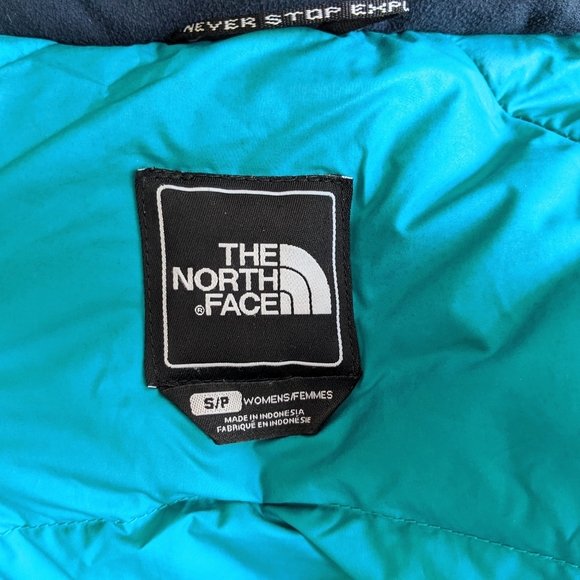 NEVER STOP EXPL
THE
NORTH
®FACE
S/P WOMENS/FEMMES
MADE IN INDONESIA
FABRIQUÉ EN INDONÉSIE